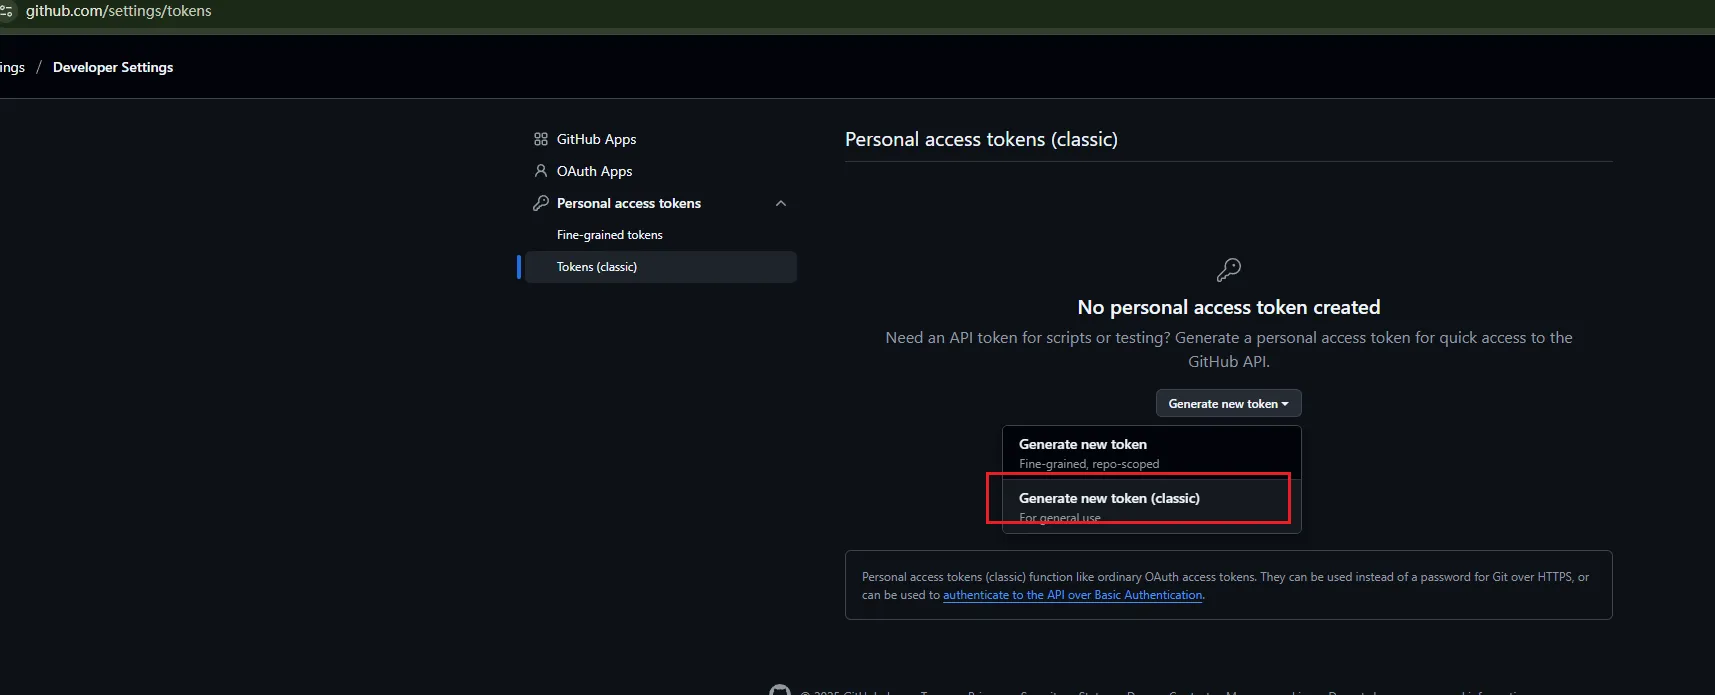 github.com/settings/tokens
ings / Developer Settings
GitHub Apps
OAuth Apps
Personal access tokens
Fine-grained tokens
Tokens (classic)
Personal access tokens (classic)
No personal access token created
Need an API token for scripts or testing? Generate a personal access token for quick access to the
GitHub API.
Generate new token
Generate new token
Fine-grained, repo-scoped
Generate new token (classic)
For general use
Personal access tokens (classic) function like ordinary OAuth access tokens. They can be used instead of a password for Git over HTTPS, or
can be used to authenticate to the API over Basic Authentication.